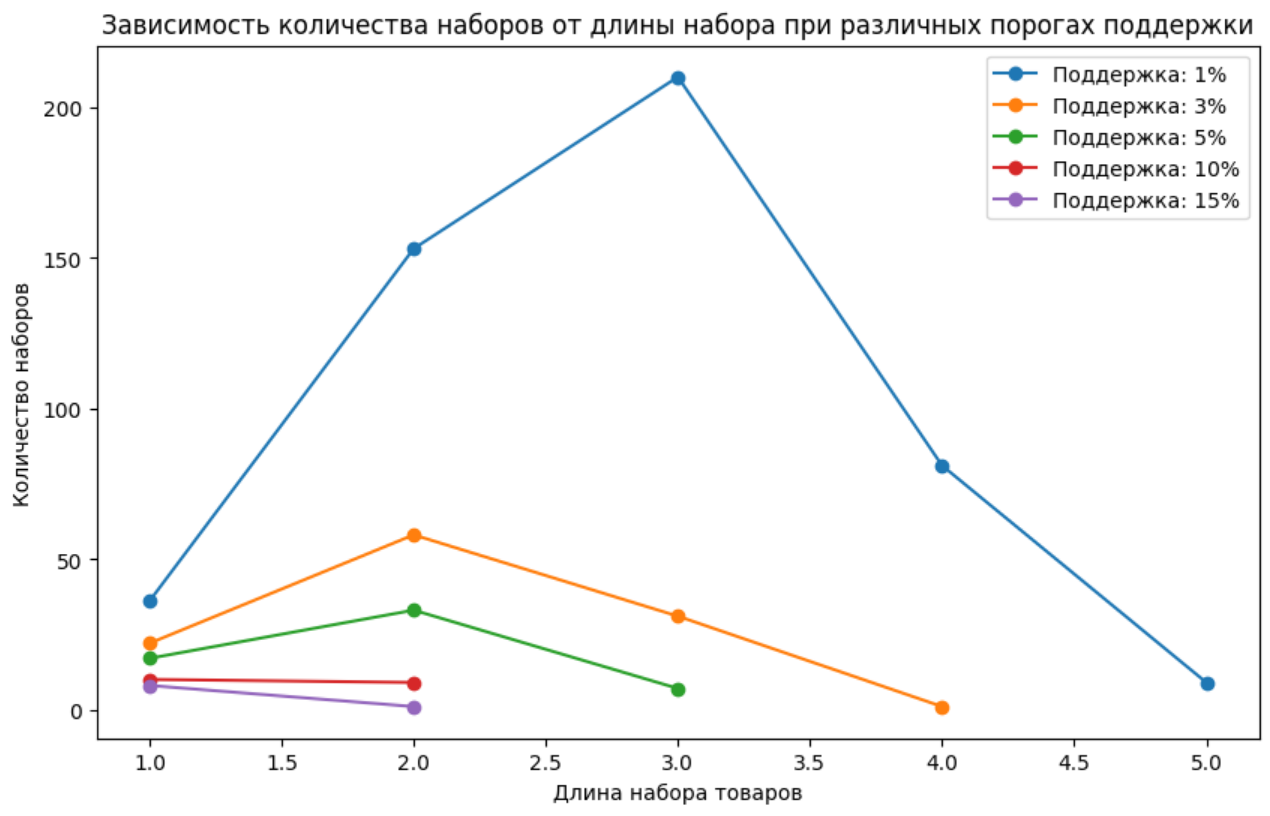 Зависимость количества наборов от длины набора при различных порогах поддержки
Поддержка: 1%
Поддержка: 3%
Поддержка: 5%
Поддержка: 10%
Поддержка: 15%
Количество наборов
200
150
100
50
0
1.0 1.5 2.0 2.5 3.0 3.5 4.0 4.5 5.0
Длина набора товаров